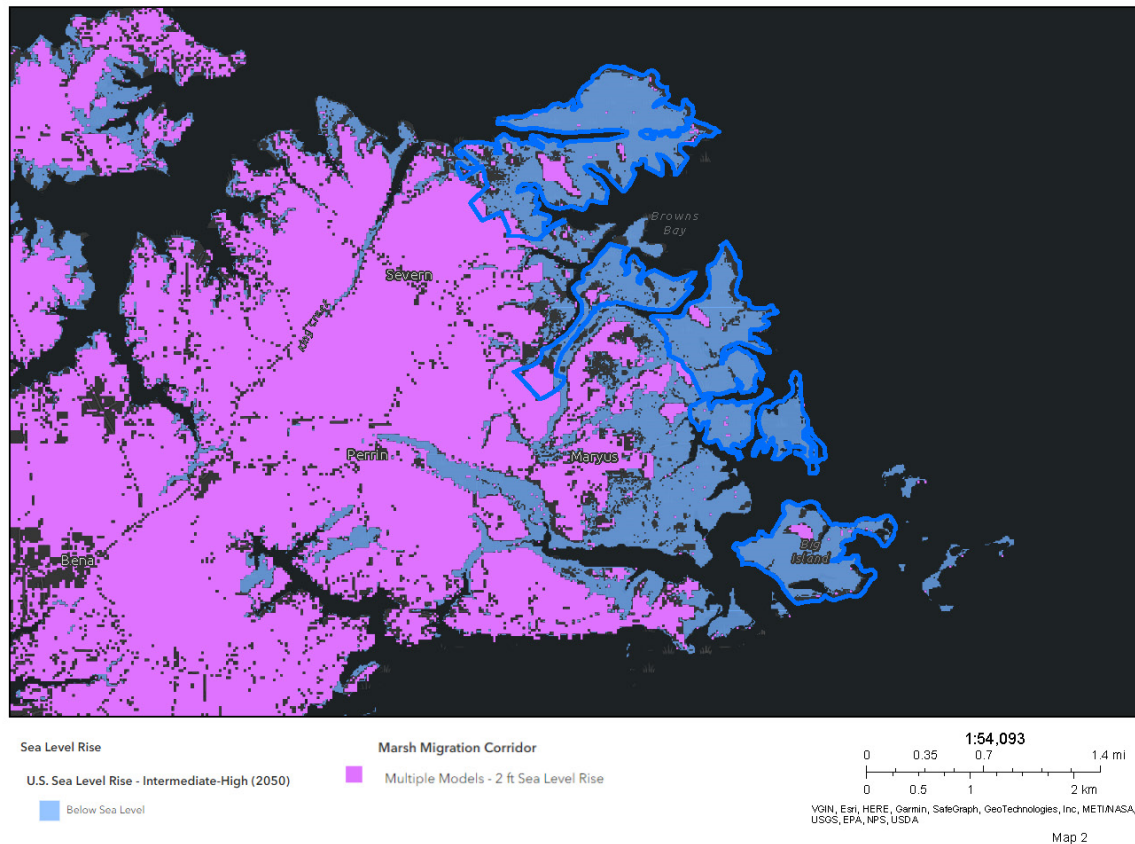 Browns
Bay
Severn
King Creek
Perrin
Maryus
Big
Island
Bena
Sea Level Rise
U.S. Sea Level Rise - Intermediate-High (2050)
Below Sea Level
Marsh Migration Corridor
Multiple Models - 2 ft Sea Level Rise
1:54,093
0 0.35 0.7 1.4 mi
0 0.5 1 2 km
VGIN, Esri, HERE, Garmin, SafeGraph, GeoTechnologies, Inc, METI/NASA,
USGS, EPA, NPS, USDA
Map 2